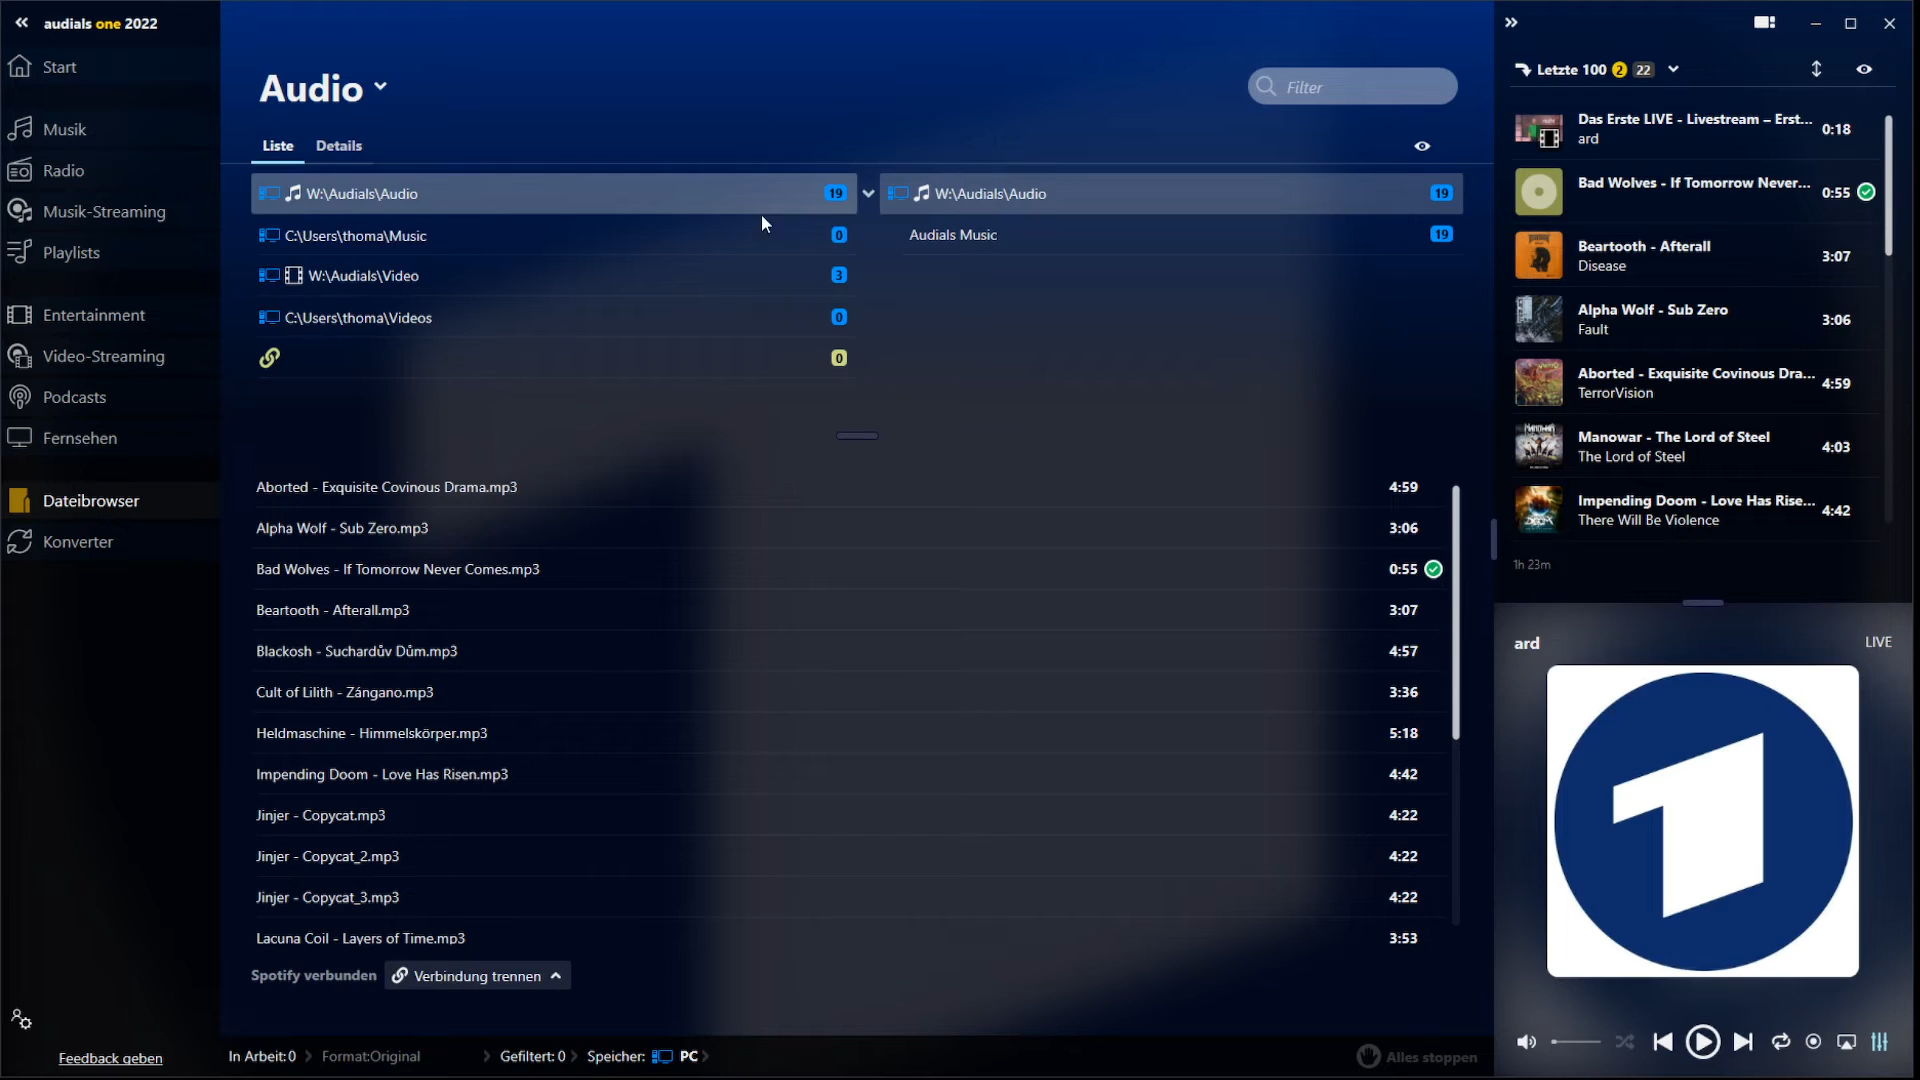 audials one 2022
Start
Musik
Radio
Musik-Streaming
Playlists
Entertainment
Video-Streaming
Podcasts
Fernsehen
Dateibrowser
Konverter
Feedback geben
Audio
Filter
Liste
Details
W:\Audials\Audio 19
C:\Users\thoma\Music 0
W:\Audials\Video 3
C:\Users\thoma\Videos 0
0
W:\Audials\Audio 19
Audials Music 19
Aborted - Exquisite Covinous Drama.mp3 4:59
Alpha Wolf - Sub Zero.mp3 3:06
Bad Wolves - If Tomorrow Never Comes.mp3 0:55
Beartooth - Afterall.mp3 3:07
Blackosh - Suchardův Dům.mp3 4:57
Cult of Lilith - Zángano.mp3 3:36
Heldmaschine - Himmelskörper.mp3 5:18
Impending Doom - Love Has Risen.mp3 4:42
Jinjer - Copycat.mp3 4:22
Jinjer - Copycat_2.mp3 4:22
Jinjer - Copycat_3.mp3 4:22
Lacuna Coil - Layers of Time.mp3 3:53
Spotify verbunden Verbindung trennen
In Arbeit: 0 Format:Original Gefiltert: 0 Speicher: PC Alles stoppen
Letzte 100 2 22
Das Erste LIVE - Livestream – Erst... 0:18
ard
Bad Wolves - If Tomorrow Never... 0:55
Beartooth - Afterall 3:07
Disease
Alpha Wolf - Sub Zero 3:06
Fault
Aborted - Exquisite Covinous Dra... 4:59
TerrorVision
Manowar - The Lord of Steel 4:03
The Lord of Steel
Impending Doom - Love Has Rise... 4:42
There Will Be Violence
1h 23m
ard LIVE
1